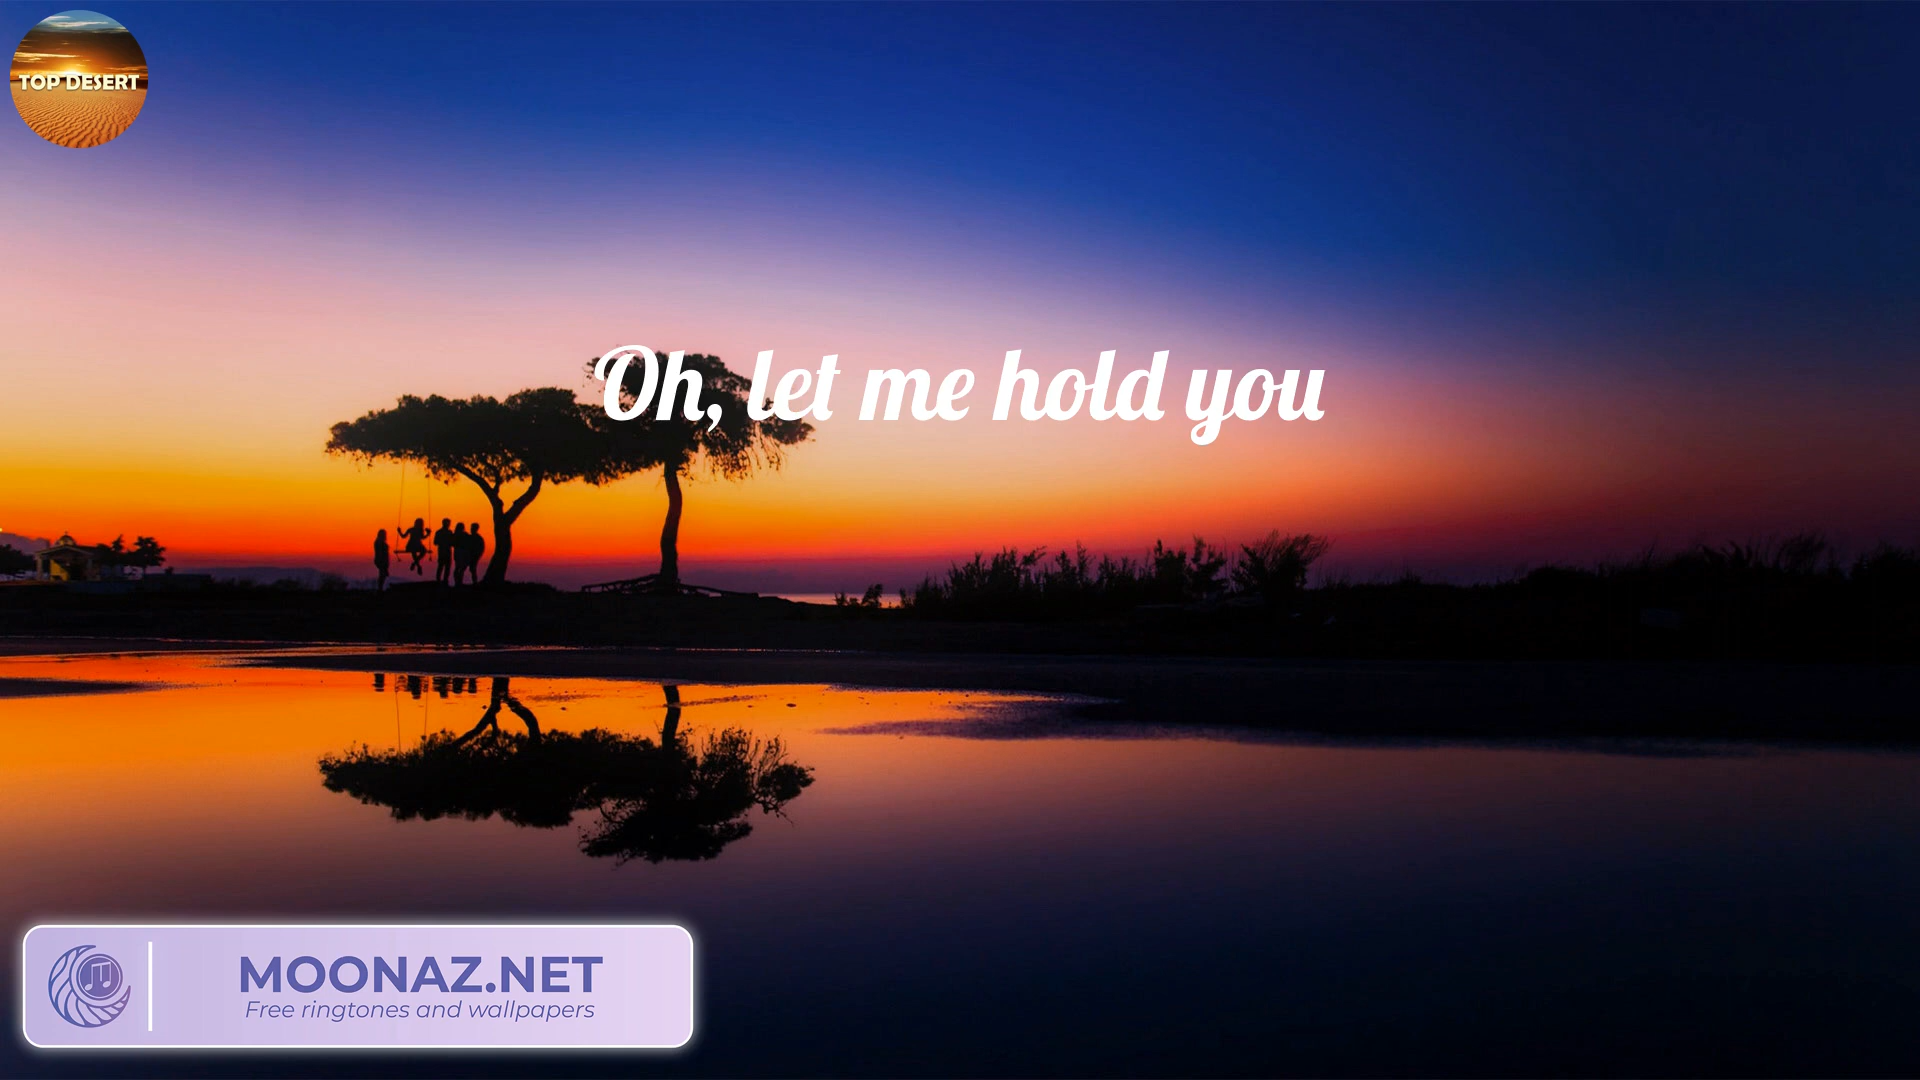 TOP DESERT
Oh, let me hold you
MOONAZ.NET
Free ringtones and wallpapers